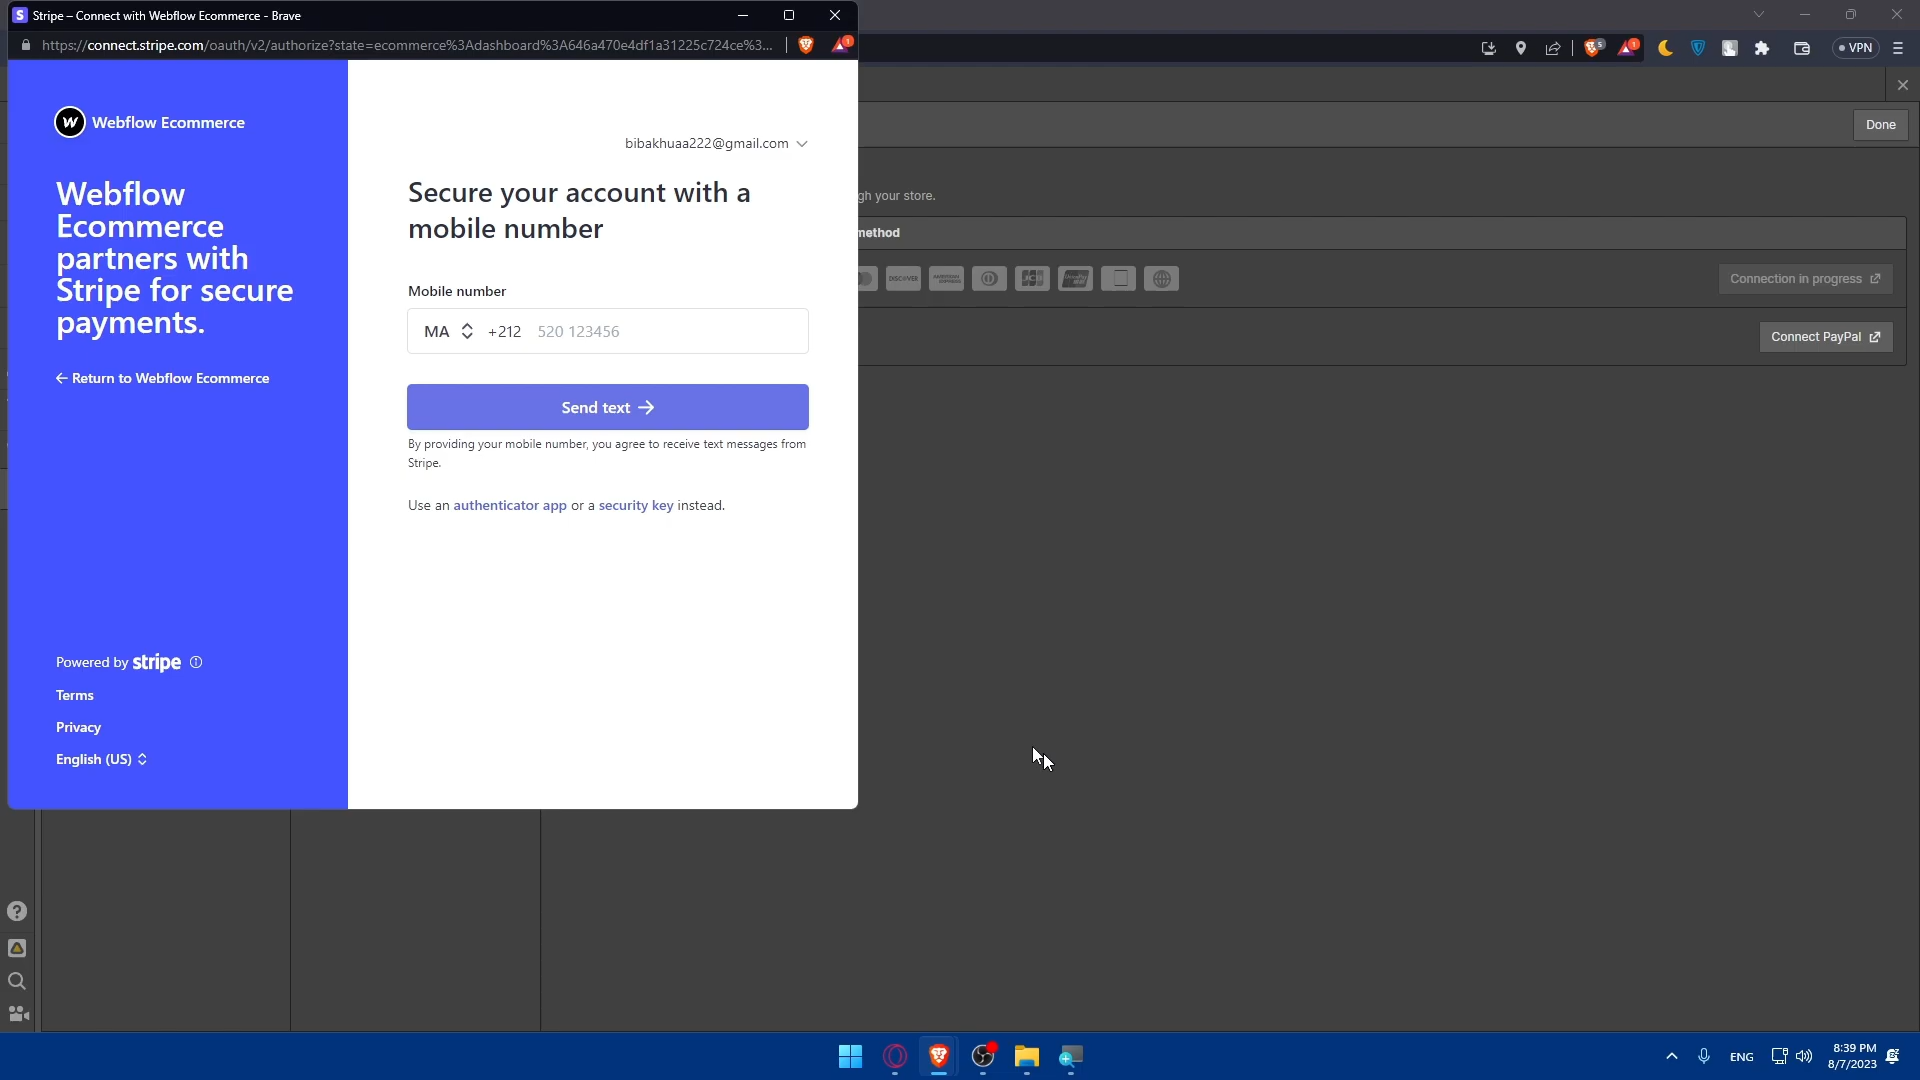 Stripe – Connect with Webflow Ecommerce - Brave
https://connect.stripe.com/oauth/v2/authorize?state=ecommerce%3Adashboard%3A646a470e4df1a31225c724ce%3...
VPN
Webflow Ecommerce
bibakhuaa222@gmail.com
Done
Webflow
Ecommerce
partners with
Stripe for secure
payments.
Secure your account with a
mobile number
gh your store.
method
Mobile number
DISCOVER
AMERICAN EXPRESS
JCB
UnionPay
Connection in progress
MA +212 520 123456
Connect PayPal
← Return to Webflow Ecommerce
Send text →
By providing your mobile number, you agree to receive text messages from
Stripe.
Use an authenticator app or a security key instead.
Powered by stripe
Terms
Privacy
English (US)
ENG
8:39 PM
8/7/2023